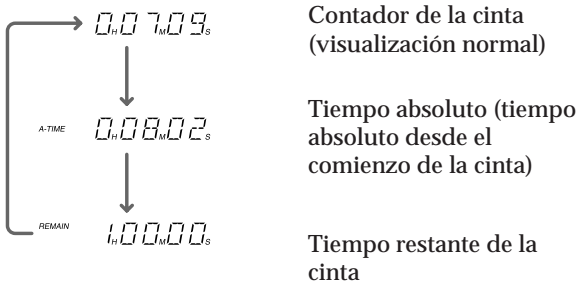 0H07M09S
Contador de la cinta
(visualización normal)
A-TIME 0H08M02S
Tiempo absoluto (tiempo
absoluto desde el
comienzo de la cinta)
REMAIN 1H00M00S
Tiempo restante de la
cinta